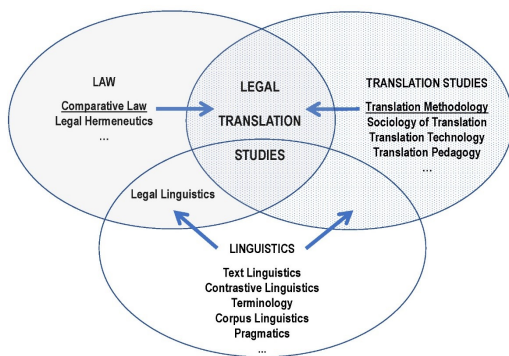 LAW
Comparative Law
Legal Hermeneutics
...
LEGAL
TRANSLATION
STUDIES
TRANSLATION STUDIES
Translation Methodology
Sociology of Translation
Translation Technology
Translation Pedagogy
...
Legal Linguistics
LINGUISTICS
Text Linguistics
Contrastive Linguistics
Terminology
Corpus Linguistics
Pragmatics
...